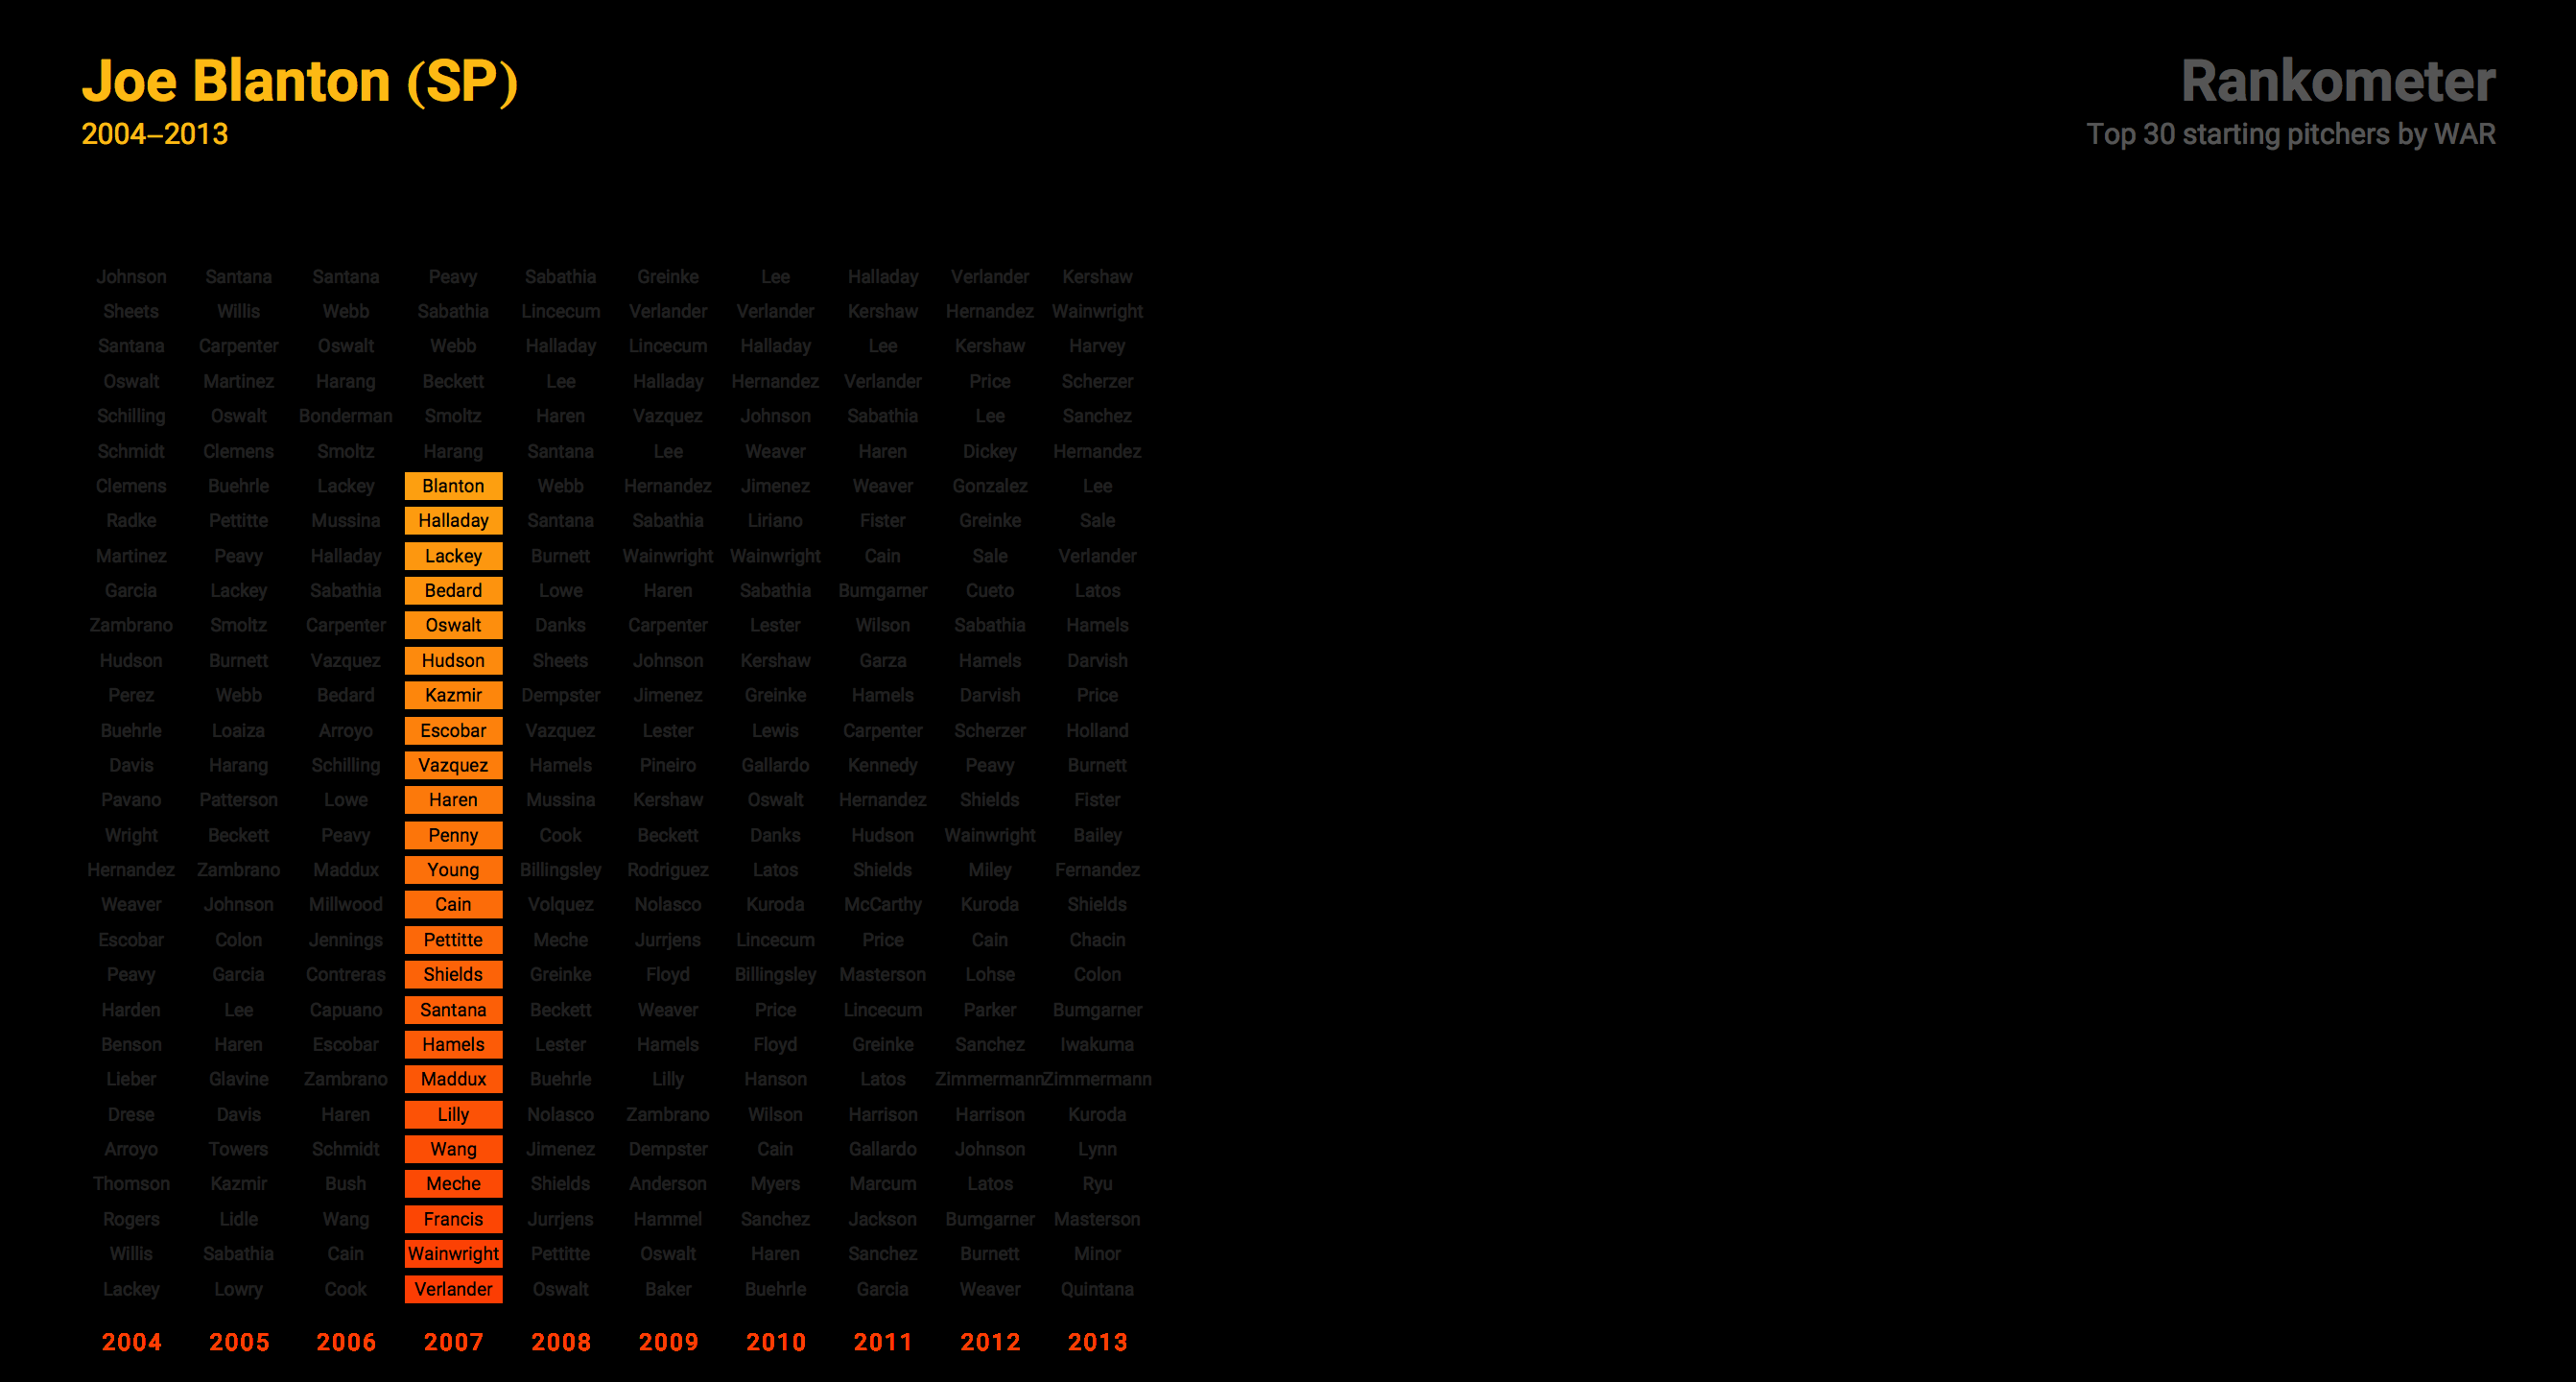 Joe Blanton (SP)
2004–2013
Rankometer
Top 30 starting pitchers by WAR
Johnson Santana Santana Peavy Sabathia Greinke Lee Halladay Verlander Kershaw
Sheets Willis Webb Sabathia Lincecum Verlander Verlander Kershaw Hernandez Wainwright
Santana Carpenter Oswalt Webb Halladay Lincecum Halladay Lee Kershaw Harvey
Oswalt Martinez Harang Beckett Lee Halladay Hernandez Verlander Price Scherzer
Schilling Oswalt Bonderman Smoltz Haren Vazquez Johnson Sabathia Lee Sanchez
Schmidt Clemens Smoltz Harang Santana Lee Weaver Haren Dickey Hernandez
Clemens Buehrle Lackey Blanton Webb Hernandez Jimenez Weaver Gonzalez Lee
Radke Pettitte Mussina Halladay Santana Sabathia Liriano Fister Greinke Sale
Martinez Peavy Halladay Lackey Burnett Wainwright Wainwright Cain Sale Verlander
Garcia Lackey Sabathia Bedard Lowe Haren Sabathia Bumgarner Cueto Latos
Zambrano Smoltz Carpenter Oswalt Danks Carpenter Lester Wilson Sabathia Hamels
Hudson Burnett Vazquez Hudson Sheets Johnson Kershaw Garza Hamels Darvish
Perez Webb Bedard Kazmir Dempster Jimenez Greinke Hamels Darvish Price
Buehrle Loaiza Arroyo Escobar Vazquez Lester Lewis Carpenter Scherzer Holland
Davis Harang Schilling Vazquez Hamels Pineiro Gallardo Kennedy Peavy Burnett
Pavano Patterson Lowe Haren Mussina Kershaw Oswalt Hernandez Shields Fister
Wright Beckett Peavy Penny Cook Beckett Danks Hudson Wainwright Bailey
Hernandez Zambrano Maddux Young Billingsley Rodriguez Latos Shields Miley Fernandez
Weaver Johnson Millwood Cain Volquez Nolasco Kuroda McCarthy Kuroda Shields
Escobar Colon Jennings Pettitte Meche Jurrjens Lincecum Price Cain Chacin
Peavy Garcia Contreras Shields Greinke Floyd Billingsley Masterson Lohse Colon
Harden Lee Capuano Santana Beckett Weaver Price Lincecum Parker Bumgarner
Benson Haren Escobar Hamels Lester Hamels Floyd Greinke Sanchez Iwakuma
Lieber Glavine Zambrano Maddux Buehrle Lilly Hanson Latos Zimmermann Zimmermann
Drese Davis Haren Lilly Nolasco Zambrano Wilson Harrison Harrison Kuroda
Arroyo Towers Schmidt Wang Jimenez Dempster Cain Gallardo Johnson Lynn
Thomson Kazmir Bush Meche Shields Anderson Myers Marcum Latos Ryu
Rogers Lidle Wang Francis Jurrjens Hammel Sanchez Jackson Bumgarner Masterson
Willis Sabathia Cain Wainwright Pettitte Oswalt Haren Sanchez Burnett Minor
Lackey Lowry Cook Verlander Oswalt Baker Buehrle Garcia Weaver Quintana
2004 2005 2006 2007 2008 2009 2010 2011 2012 2013